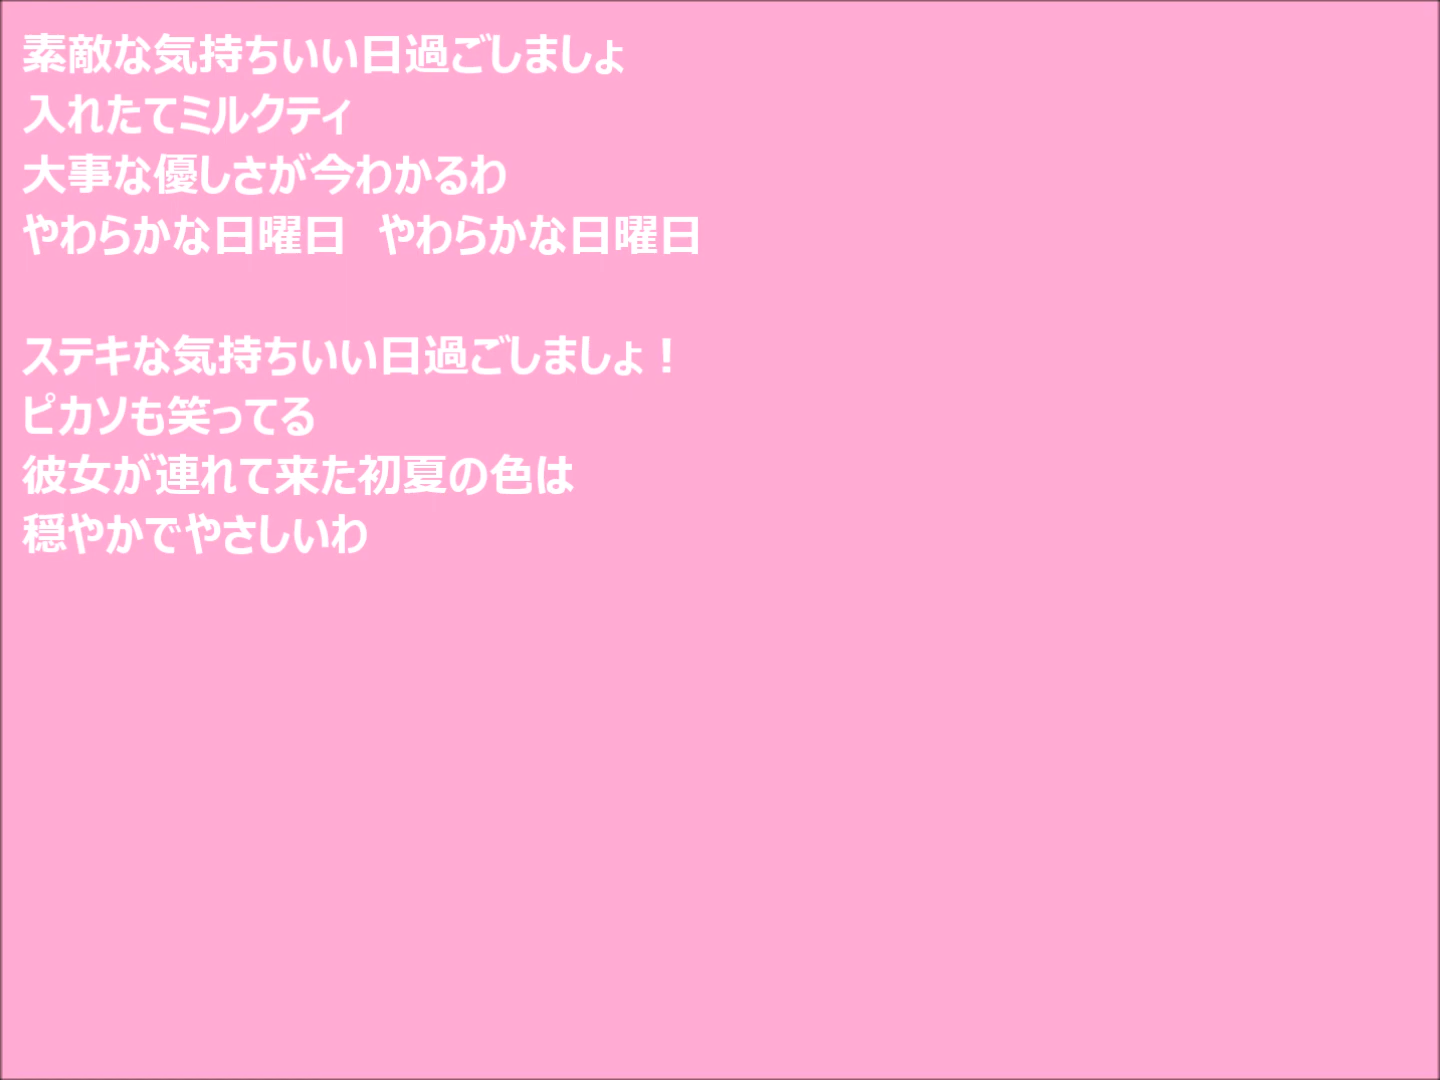 素敵な気持ちいい日過ごしましょ
入れたてミルクティ
大事な優しさが今わかるわ
やわらかな日曜日　やわらかな日曜日
ステキな気持ちいい日過ごしましょ！
ピカソも笑ってる
彼女が連れて来た初夏の色は
穏やかでやさしいわ